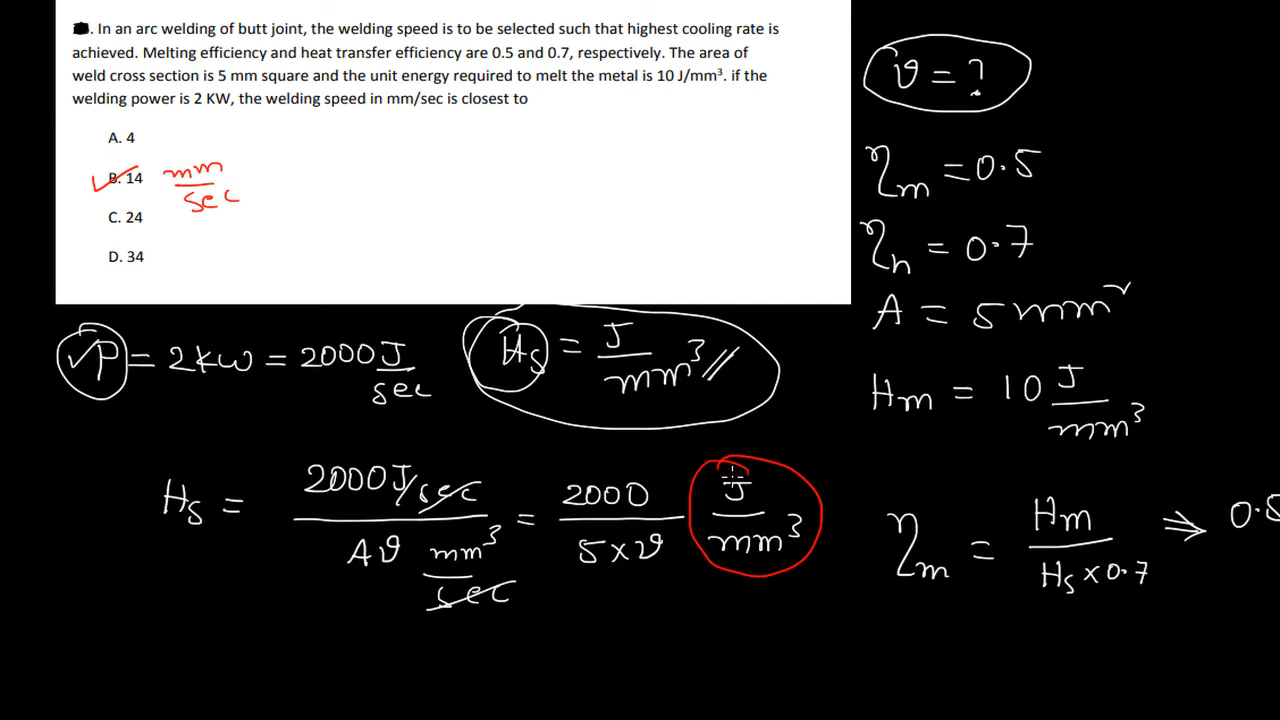 . In an arc welding of butt joint, the welding speed is to be selected such that highest cooling rate is
achieved. Melting efficiency and heat transfer efficiency are 0.5 and 0.7, respectively. The area of
weld cross section is 5 mm square and the unit energy required to melt the metal is 10 J/mm³. if the
welding power is 2 KW, the welding speed in mm/sec is closest to
A. 4
B. 14 mm/sec
C. 24
D. 34
ϑ = ?
ηm = 0.5
ηh = 0.7
A = 5 mm²
Hm = 10 J/mm³
✓P = 2kW = 2000 J/sec
Hs = J/mm³ //
Hs = 2000 J/sec / Aϑ mm³/sec = 2000 / 5×ϑ J/mm³
ηm = Hm / Hs × 0.7 ⇒ 0.5